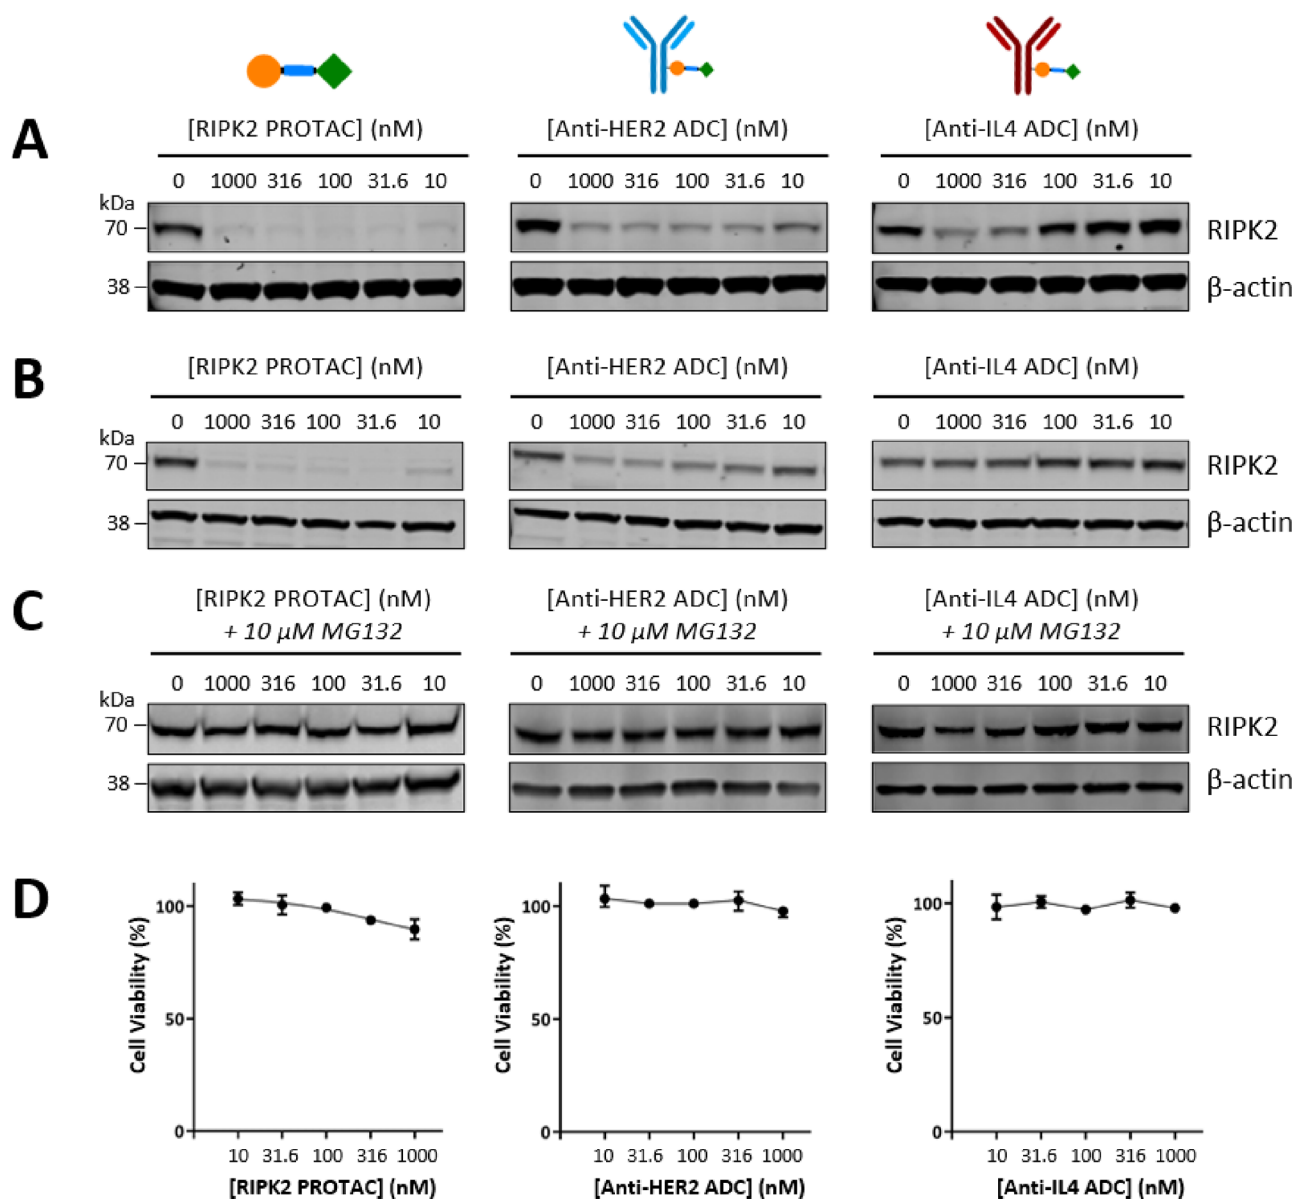 A
[RIPK2 PROTAC] (nM) [Anti-HER2 ADC] (nM) [Anti-IL4 ADC] (nM)
0 1000 316 100 31.6 10 0 1000 316 100 31.6 10 0 1000 316 100 31.6 10
kDa
70 RIPK2
38 β-actin
B
[RIPK2 PROTAC] (nM) [Anti-HER2 ADC] (nM) [Anti-IL4 ADC] (nM)
0 1000 316 100 31.6 10 0 1000 316 100 31.6 10 0 1000 316 100 31.6 10
kDa
70 RIPK2
38 β-actin
C
[RIPK2 PROTAC] (nM) [Anti-HER2 ADC] (nM) [Anti-IL4 ADC] (nM)
+ 10 μM MG132 + 10 μM MG132 + 10 μM MG132
0 1000 316 100 31.6 10 0 1000 316 100 31.6 10 0 1000 316 100 31.6 10
kDa
70 RIPK2
38 β-actin
D
Cell Viability (%)
100
50
0
10 31.6 100 316 1000
[RIPK2 PROTAC] (nM)
Cell Viability (%)
100
50
0
10 31.6 100 316 1000
[Anti-HER2 ADC] (nM)
Cell Viability (%)
100
50
0
10 31.6 100 316 1000
[Anti-IL4 ADC] (nM)